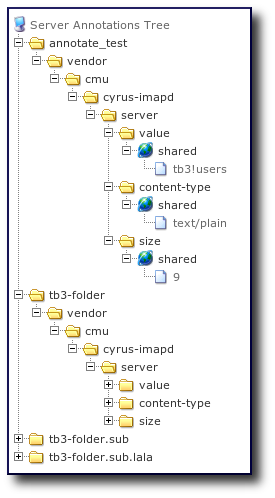 Server Annotations Tree
annotate_test
vendor
cmu
cyrus-imapd
server
value
shared
tb3!users
content-type
shared
text/plain
size
shared
9
tb3-folder
vendor
cmu
cyrus-imapd
server
value
content-type
size
tb3-folder.sub
tb3-folder.sub.lala